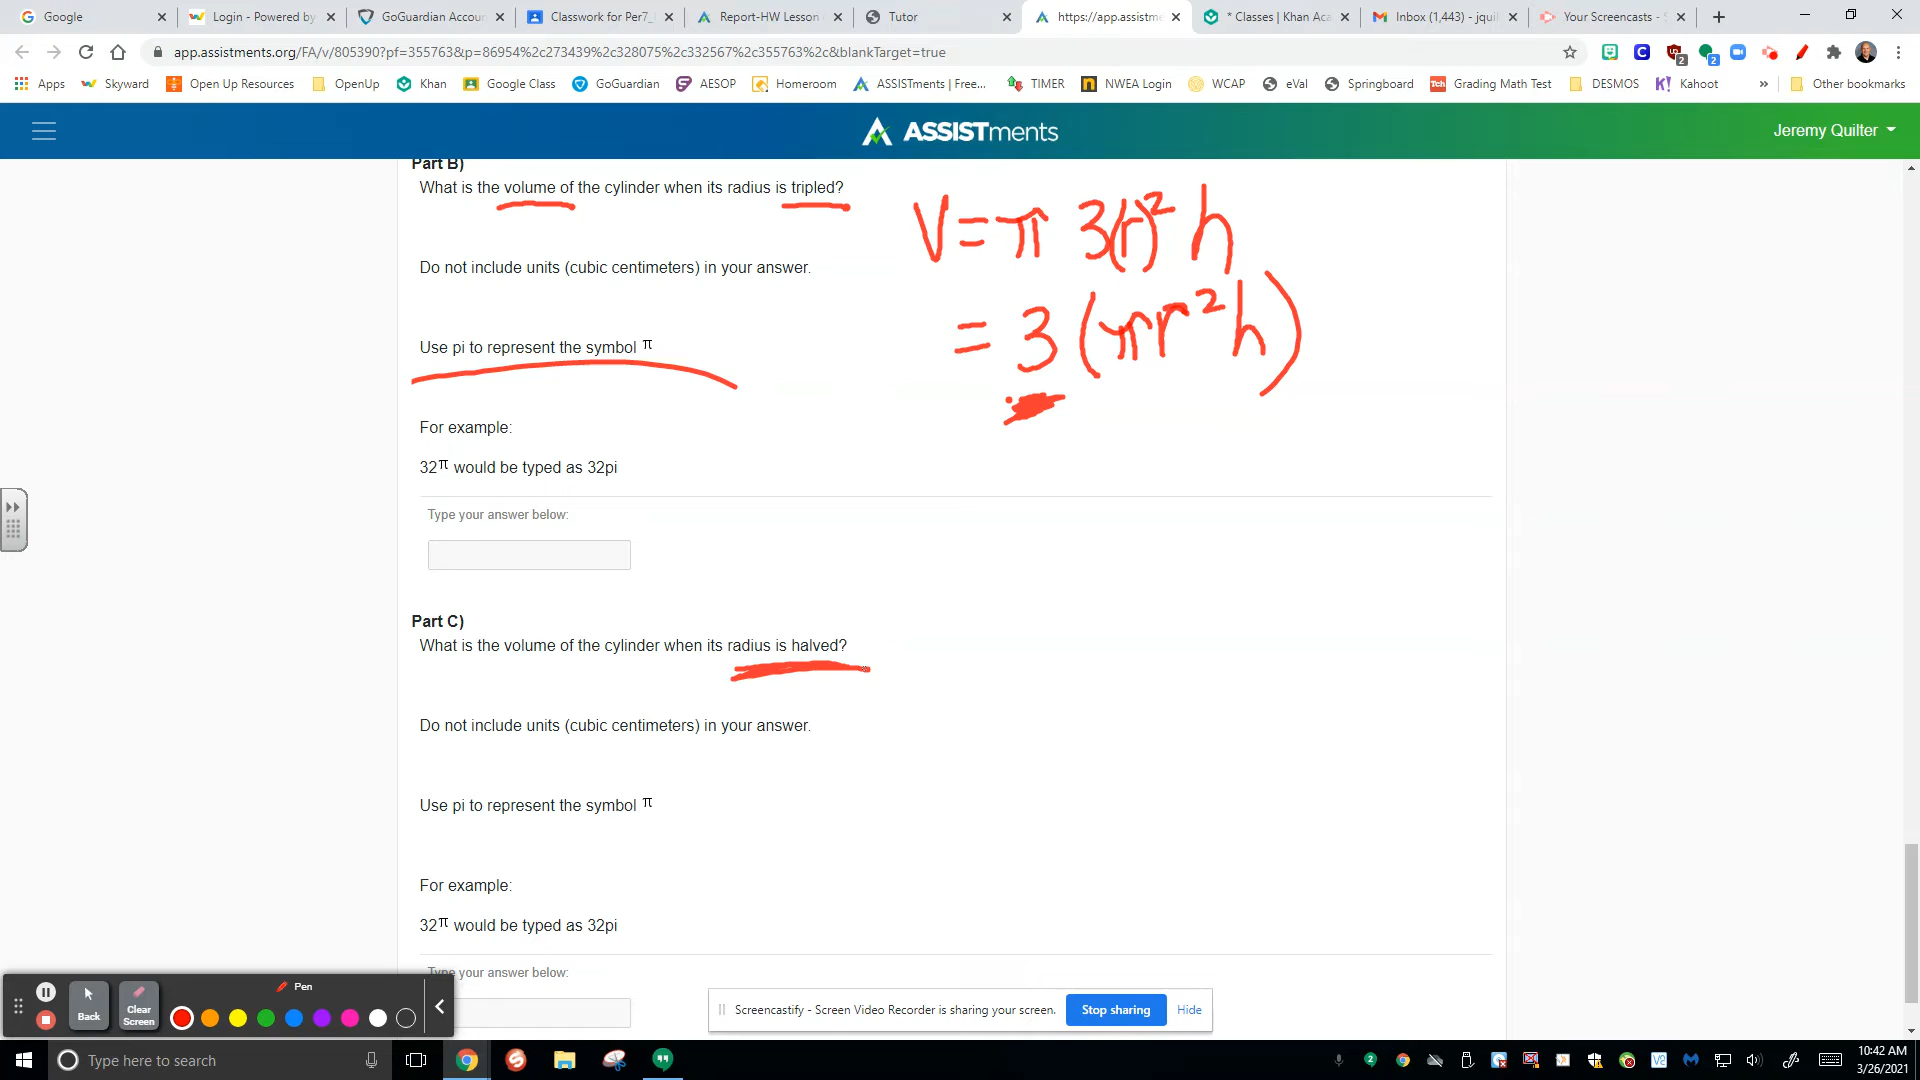 Google
Login - Powered by
GoGuardian Accoun
Classwork for Per7_
Report-HW Lesson
Tutor
https://app.assistme
* Classes | Khan Aca
Inbox (1,443) - jquil
Your Screencasts - S
app.assistments.org/FA/v/805390?pf=355763&p=86954%2c273439%2c328075%2c332567%2c355763%2c&blankTarget=true
Apps
Skyward
Open Up Resources
OpenUp
Khan
Google Class
GoGuardian
AESOP
Homeroom
ASSISTments | Free...
TIMER
NWEA Login
WCAP
eVal
Springboard
Grading Math Test
DESMOS
Kahoot
»
Other bookmarks
ASSISTments
Jeremy Quilter
Part B)
What is the volume of the cylinder when its radius is tripled?
V = π 3(r)² h
Do not include units (cubic centimeters) in your answer.
= 3 (πr²h)
Use pi to represent the symbol π
For example:
32π would be typed as 32pi
Type your answer below:
Part C)
What is the volume of the cylinder when its radius is halved?
Do not include units (cubic centimeters) in your answer.
Use pi to represent the symbol π
For example:
32π would be typed as 32pi
Type your answer below:
Pen
Back
Clear Screen
Screencastify - Screen Video Recorder is sharing your screen.
Stop sharing
Hide
Type here to search
10:42 AM
3/26/2021